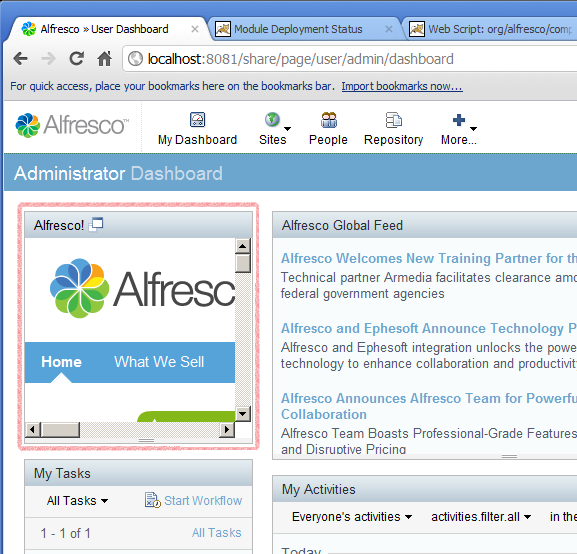 Alfresco » User Dashboard
Module Deployment Status
Web Script: org/alfresco/comp
localhost:8081/share/page/user/admin/dashboard
For quick access, place your bookmarks here on the bookmarks bar. Import bookmarks now...
Alfresco™
My Dashboard
Sites
People
Repository
More...
Administrator Dashboard
Alfresco!
Alfresc
Home
What We Sell
My Tasks
All Tasks
Start Workflow
1 - 1 of 1
All Tasks
Alfresco Global Feed
Alfresco Welcomes New Training Partner for th
Technical partner Armedia facilitates clearance amo
federal government agencies
Alfresco and Ephesoft Announce Technology P
Alfresco and Ephesoft integration unlocks the powe
technology to enhance collaboration and productivit
Alfresco Announces Alfresco Team for Powerfu
Collaboration
Alfresco Team Boasts Professional-Grade Features
and Disruptive Pricing
My Activities
Everyone's activities
activities.filter.all
in the
Today